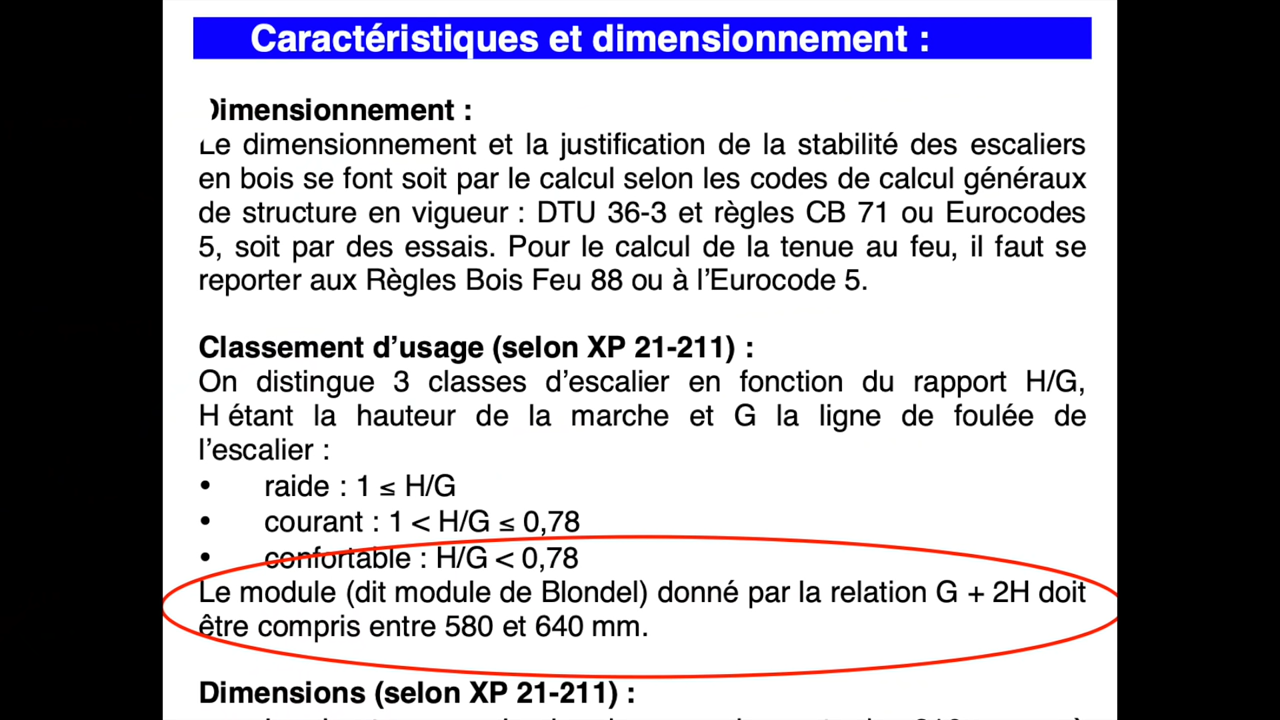 Caractéristiques et dimensionnement :
imensionnement :
Le dimensionnement et la justification de la stabilité des escaliers
en bois se font soit par le calcul selon les codes de calcul généraux
de structure en vigueur : DTU 36-3 et règles CB 71 ou Eurocodes
5, soit par des essais. Pour le calcul de la tenue au feu, il faut se
reporter aux Règles Bois Feu 88 ou à l’Eurocode 5.
Classement d’usage (selon XP 21-211) :
On distingue 3 classes d’escalier en fonction du rapport H/G,
H étant la hauteur de la marche et G la ligne de foulée de
l’escalier :
• raide : 1 ≤ H/G
• courant : 1 < H/G ≤ 0,78
• confortable : H/G < 0,78
Le module (dit module de Blondel) donné par la relation G + 2H doit
être compris entre 580 et 640 mm.
Dimensions (selon XP 21-211) :